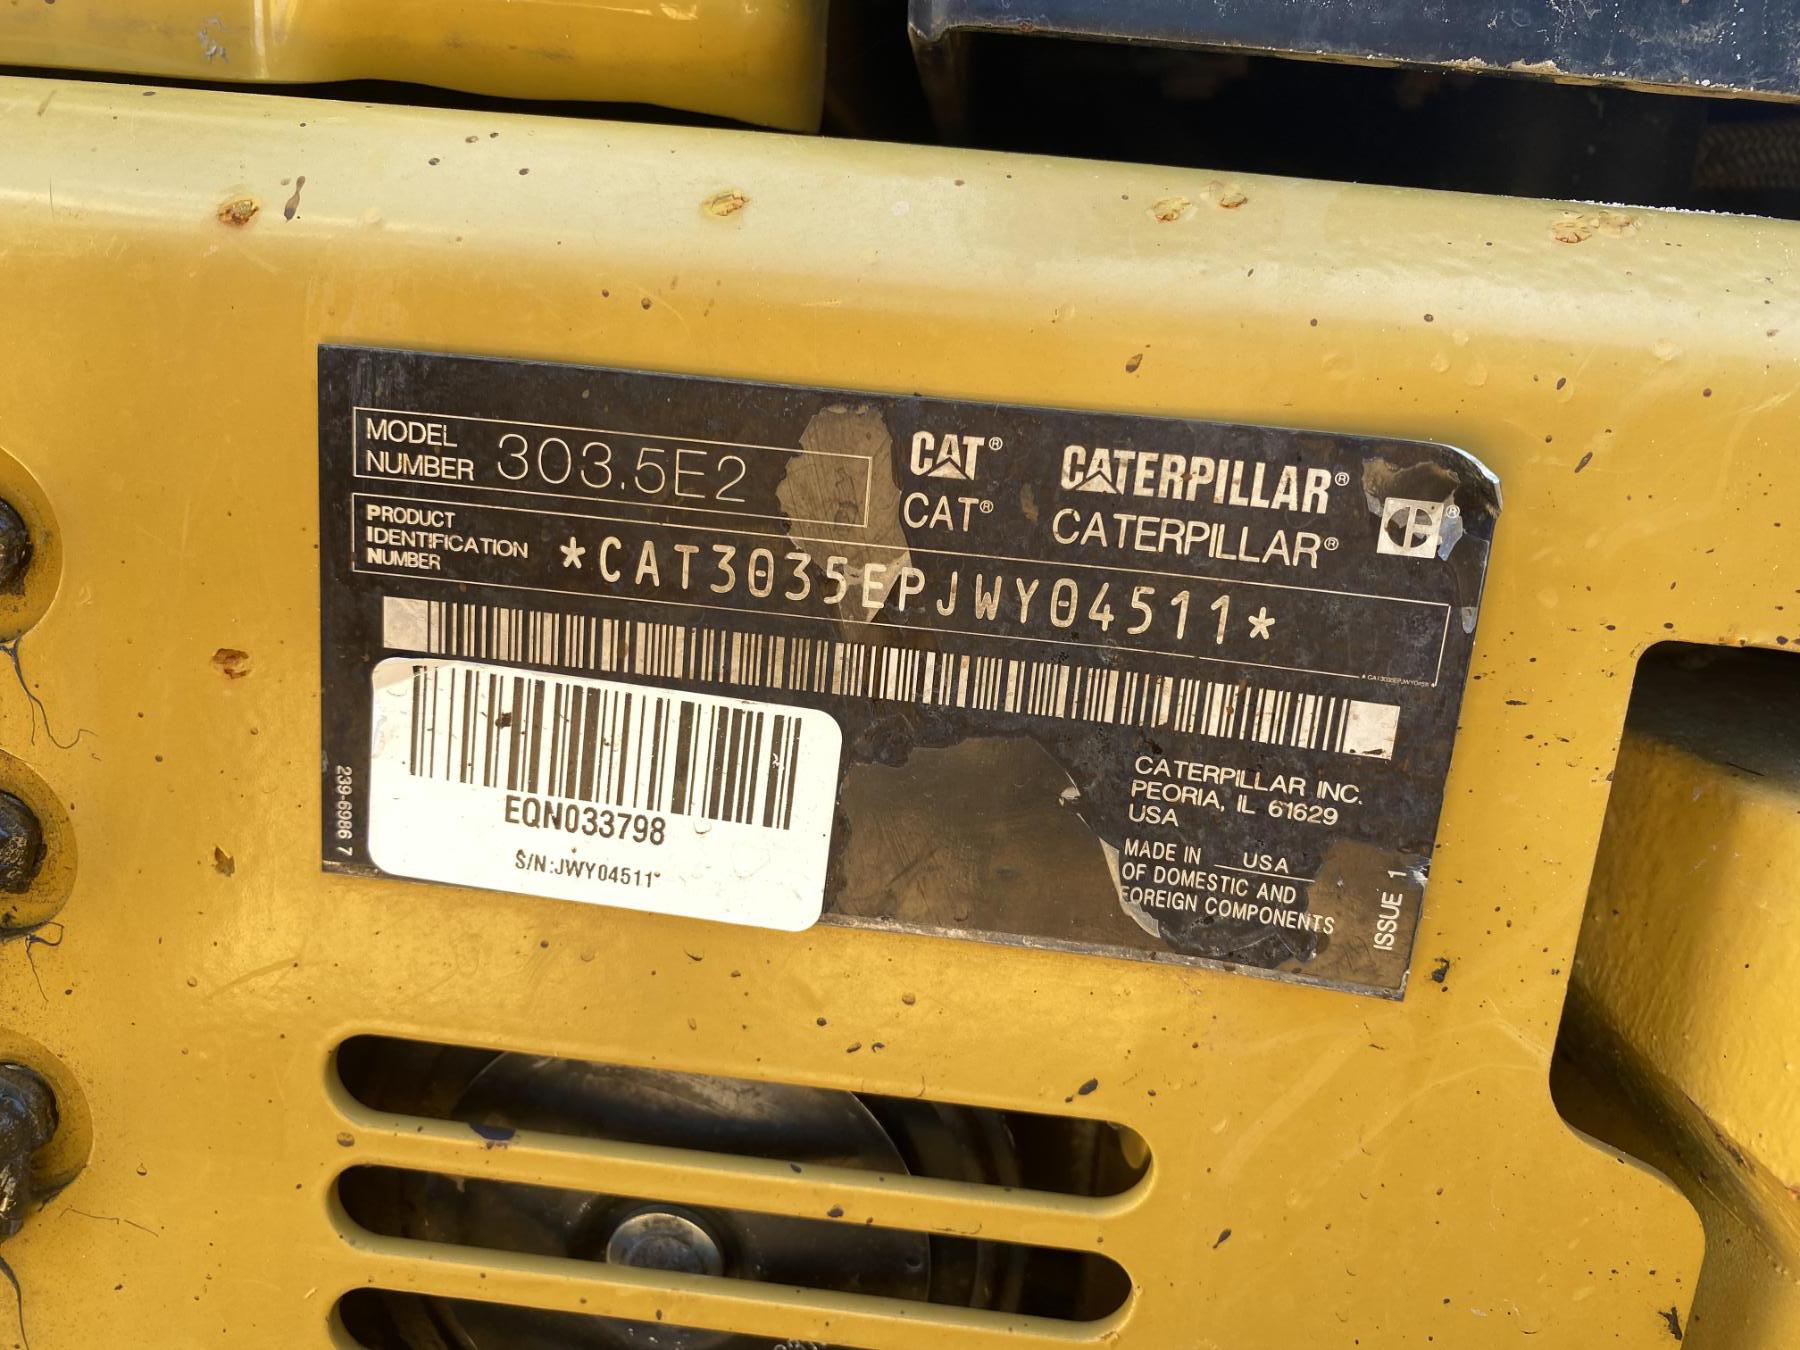 MODEL NUMBER 303.5E2
CAT® CATERPILLAR®
CAT® CATERPILLAR®
PRODUCT IDENTIFICATION NUMBER *CAT3035EPJWY04511*
239-6986 7
EQN033798
S/N:JWY04511*
CATERPILLAR INC.
PEORIA, IL 61629
USA
MADE IN USA
OF DOMESTIC AND
FOREIGN COMPONENTS
ISSUE 1